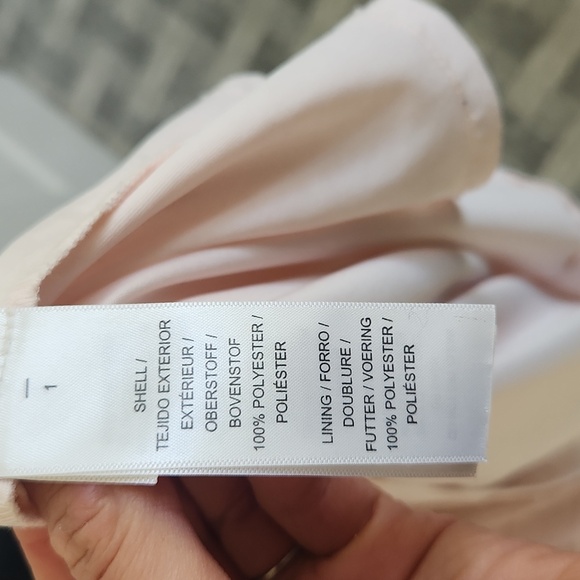 1
SHELL /
TEJIDO EXTERIOR
EXTÉRIEUR /
OBERSTOFF /
BOVENSTOF
100% POLYESTER /
POLIÉSTER
LINING / FORRO /
DOUBLURE /
FUTTER / VOERING
100% POLYESTER /
POLIÉSTER